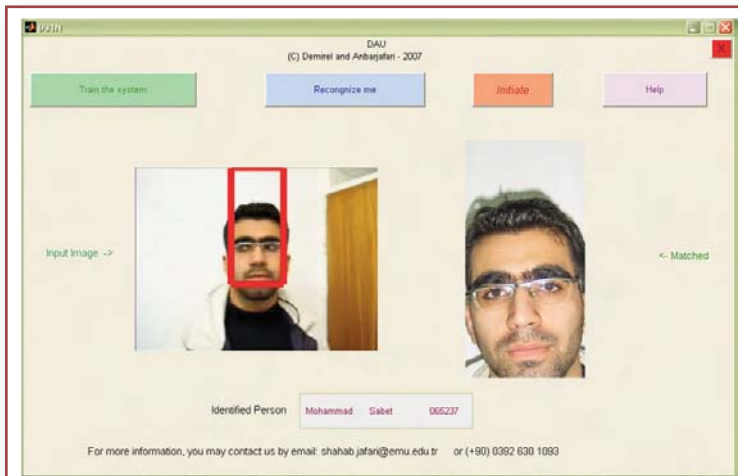 DAU
(C) Demirel and Anbarjafari - 2007
X
Train the system
Recongnize me
Initiate
Help
Input Image ->
<- Matched
Identified Person
Mohammad Sabet 065237
For more information, you may contact us by email: shahab.jafari@emu.edu.tr or (+90) 0392 630 1093